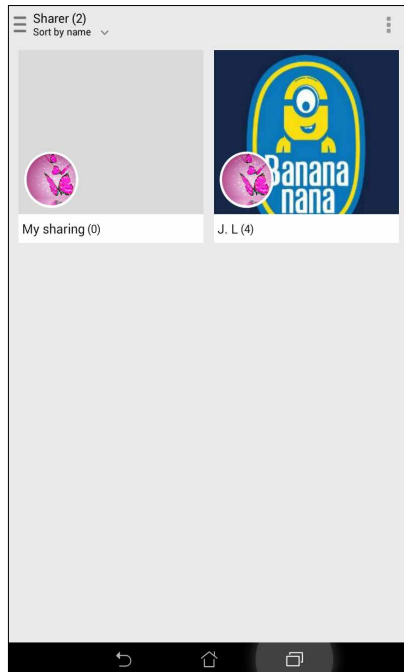 Sharer (2)
Sort by name
Banana
nana
My sharing (0)
J. L (4)